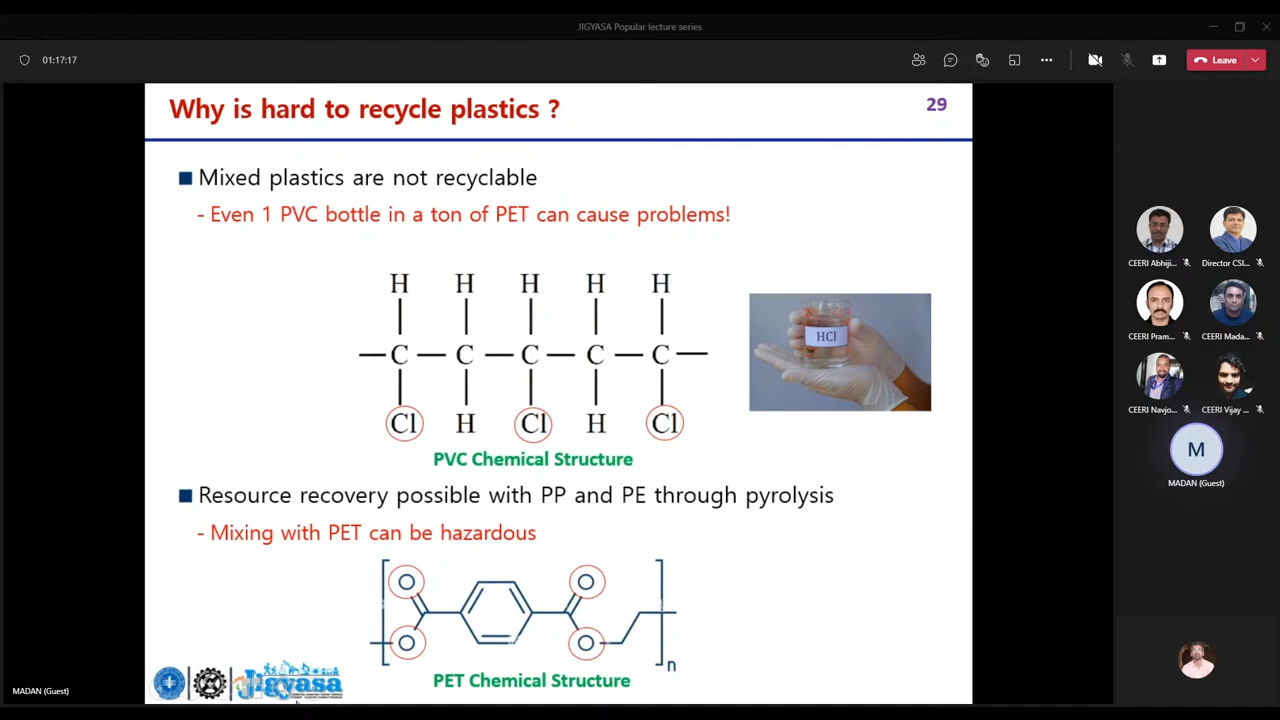 JIGYASA Popular lecture series
01:17:17
Leave
Why is hard to recycle plastics ?
29
Mixed plastics are not recyclable
- Even 1 PVC bottle in a ton of PET can cause problems!
H H H H H
C C C C C
Cl H Cl H Cl
HCl
PVC Chemical Structure
Resource recovery possible with PP and PE through pyrolysis
- Mixing with PET can be hazardous
O O
O O
n
PET Chemical Structure
Jigyasa
CEERI Abhiji...
Director CSI...
CEERI Pram...
CEERI Mada...
CEERI Navjo...
CEERI Vijay ...
M
MADAN (Guest)
MADAN (Guest)